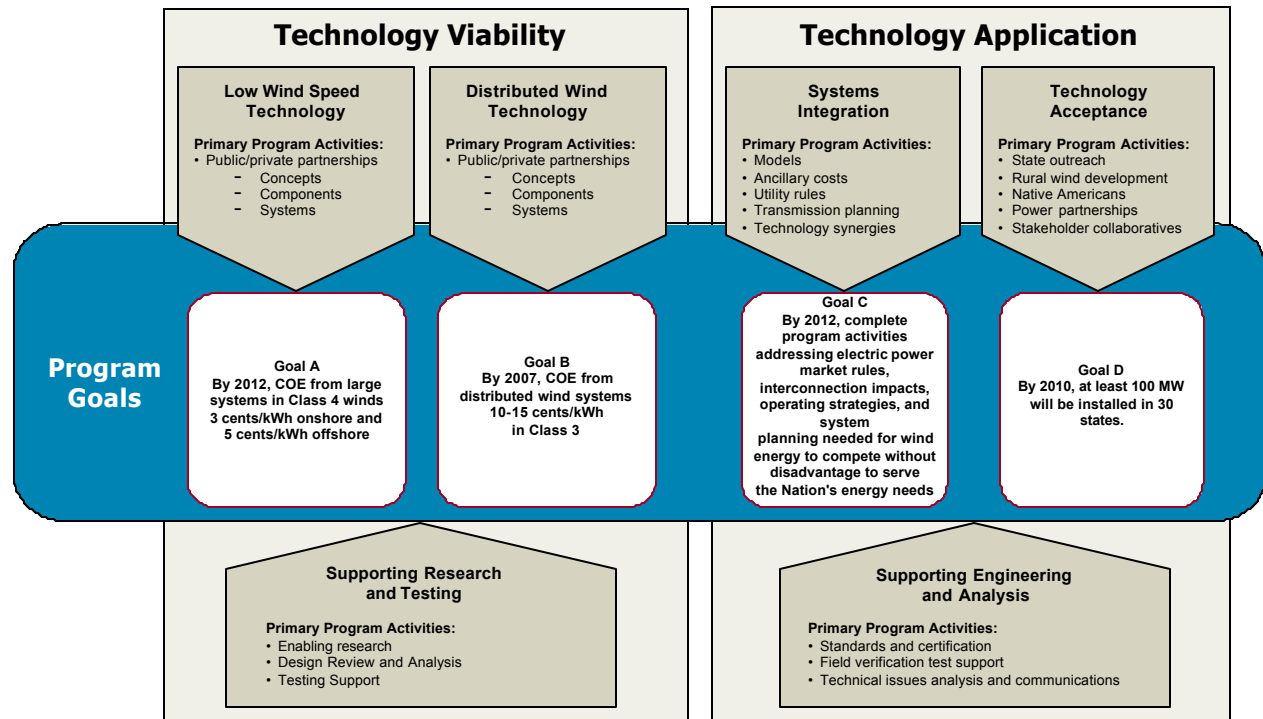 Technology Viability
Low Wind Speed
Technology
Primary Program Activities:
• Public/private partnerships
– Concepts
– Components
– Systems
Distributed Wind
Technology
Primary Program Activities:
• Public/private partnerships
– Concepts
– Components
– Systems
Technology Application
Systems
Integration
Primary Program Activities:
• Models
• Ancillary costs
• Utility rules
• Transmission planning
• Technology synergies
Technology
Acceptance
Primary Program Activities:
• State outreach
• Rural wind development
• Native Americans
• Power partnerships
• Stakeholder collaboratives
Program
Goals
Goal A
By 2012, COE from large
systems in Class 4 winds
3 cents/kWh onshore and
5 cents/kWh offshore
Goal B
By 2007, COE from
distributed wind systems
10-15 cents/kWh
in Class 3
Goal C
By 2012, complete
program activities
addressing electric power
market rules,
interconnection impacts,
operating strategies, and
system
planning needed for wind
energy to compete without
disadvantage to serve
the Nation's energy needs
Goal D
By 2010, at least 100 MW
will be installed in 30
states.
Supporting Research
and Testing
Primary Program Activities:
• Enabling research
• Design Review and Analysis
• Testing Support
Supporting Engineering
and Analysis
Primary Program Activities:
• Standards and certification
• Field verification test support
• Technical issues analysis and communications